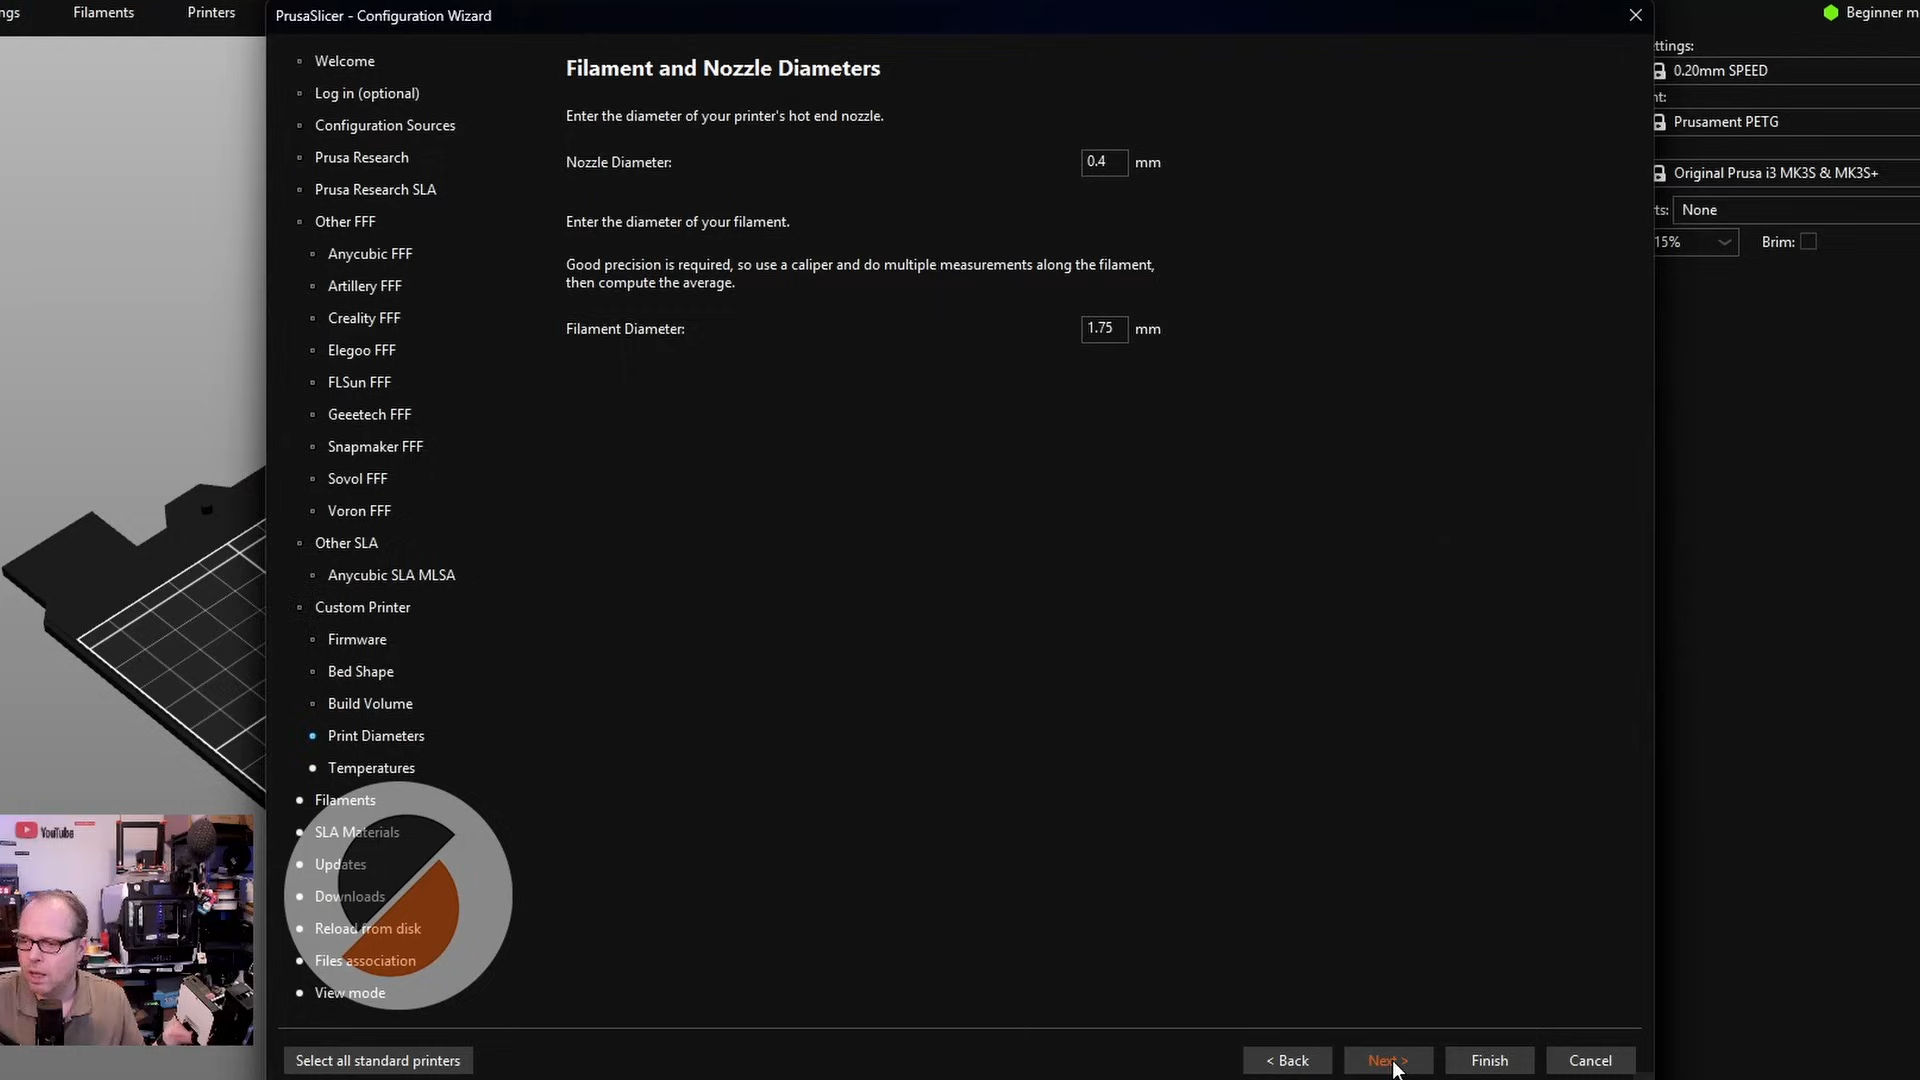 ngs
Filaments
Printers
PrusaSlicer - Configuration Wizard
Beginner m
Welcome
Log in (optional)
Configuration Sources
Prusa Research
Prusa Research SLA
Other FFF
Anycubic FFF
Artillery FFF
Creality FFF
Elegoo FFF
FLSun FFF
Geeetech FFF
Snapmaker FFF
Sovol FFF
Voron FFF
Other SLA
Anycubic SLA MLSA
Custom Printer
Firmware
Bed Shape
Build Volume
Print Diameters
Temperatures
Filaments
SLA Materials
Updates
Downloads
Reload from disk
Files association
View mode
Filament and Nozzle Diameters
Enter the diameter of your printer's hot end nozzle.
Nozzle Diameter: 0.4 mm
Enter the diameter of your filament.
Good precision is required, so use a caliper and do multiple measurements along the filament,
then compute the average.
Filament Diameter: 1.75 mm
ttings:
0.20mm SPEED
nt:
Prusament PETG
Original Prusa i3 MK3S & MK3S+
ts: None
15% Brim:
YouTube
Select all standard printers
< Back
Next >
Finish
Cancel